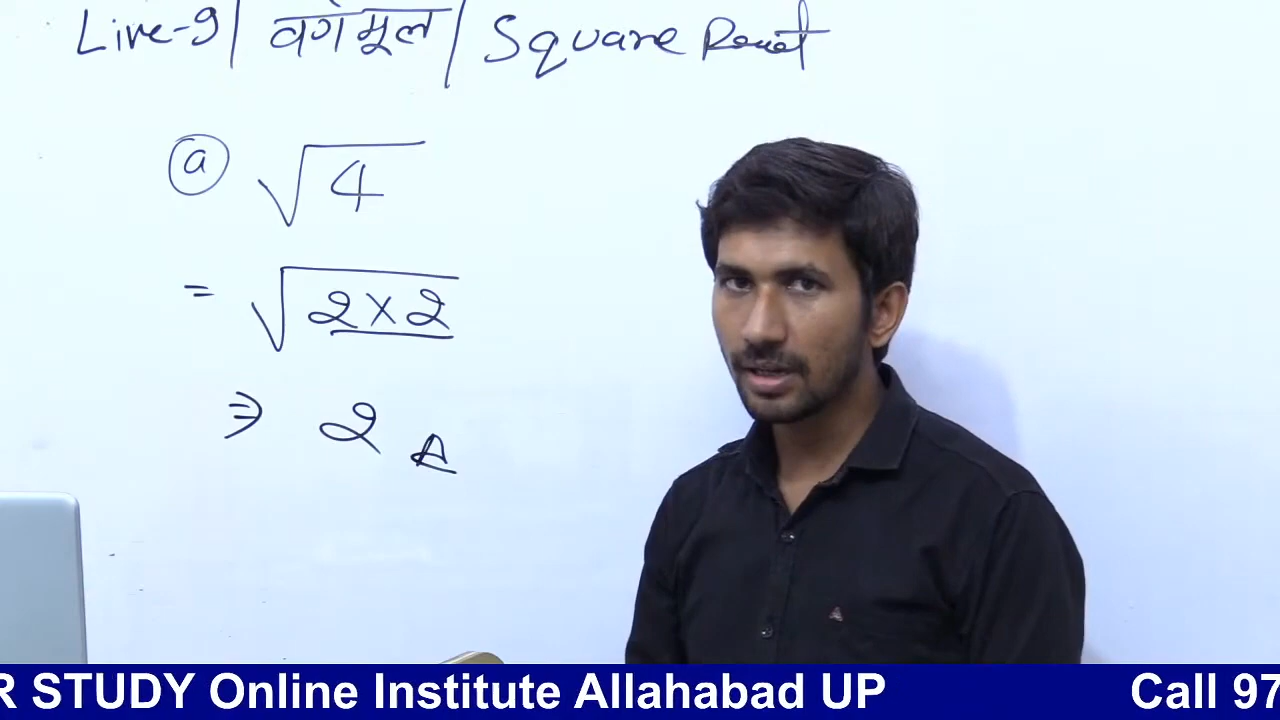 Live-9 | वर्गमूल | Square Root
(a) √4
= √2×2
⇒ 2 A
R STUDY Online Institute Allahabad UP Call 97